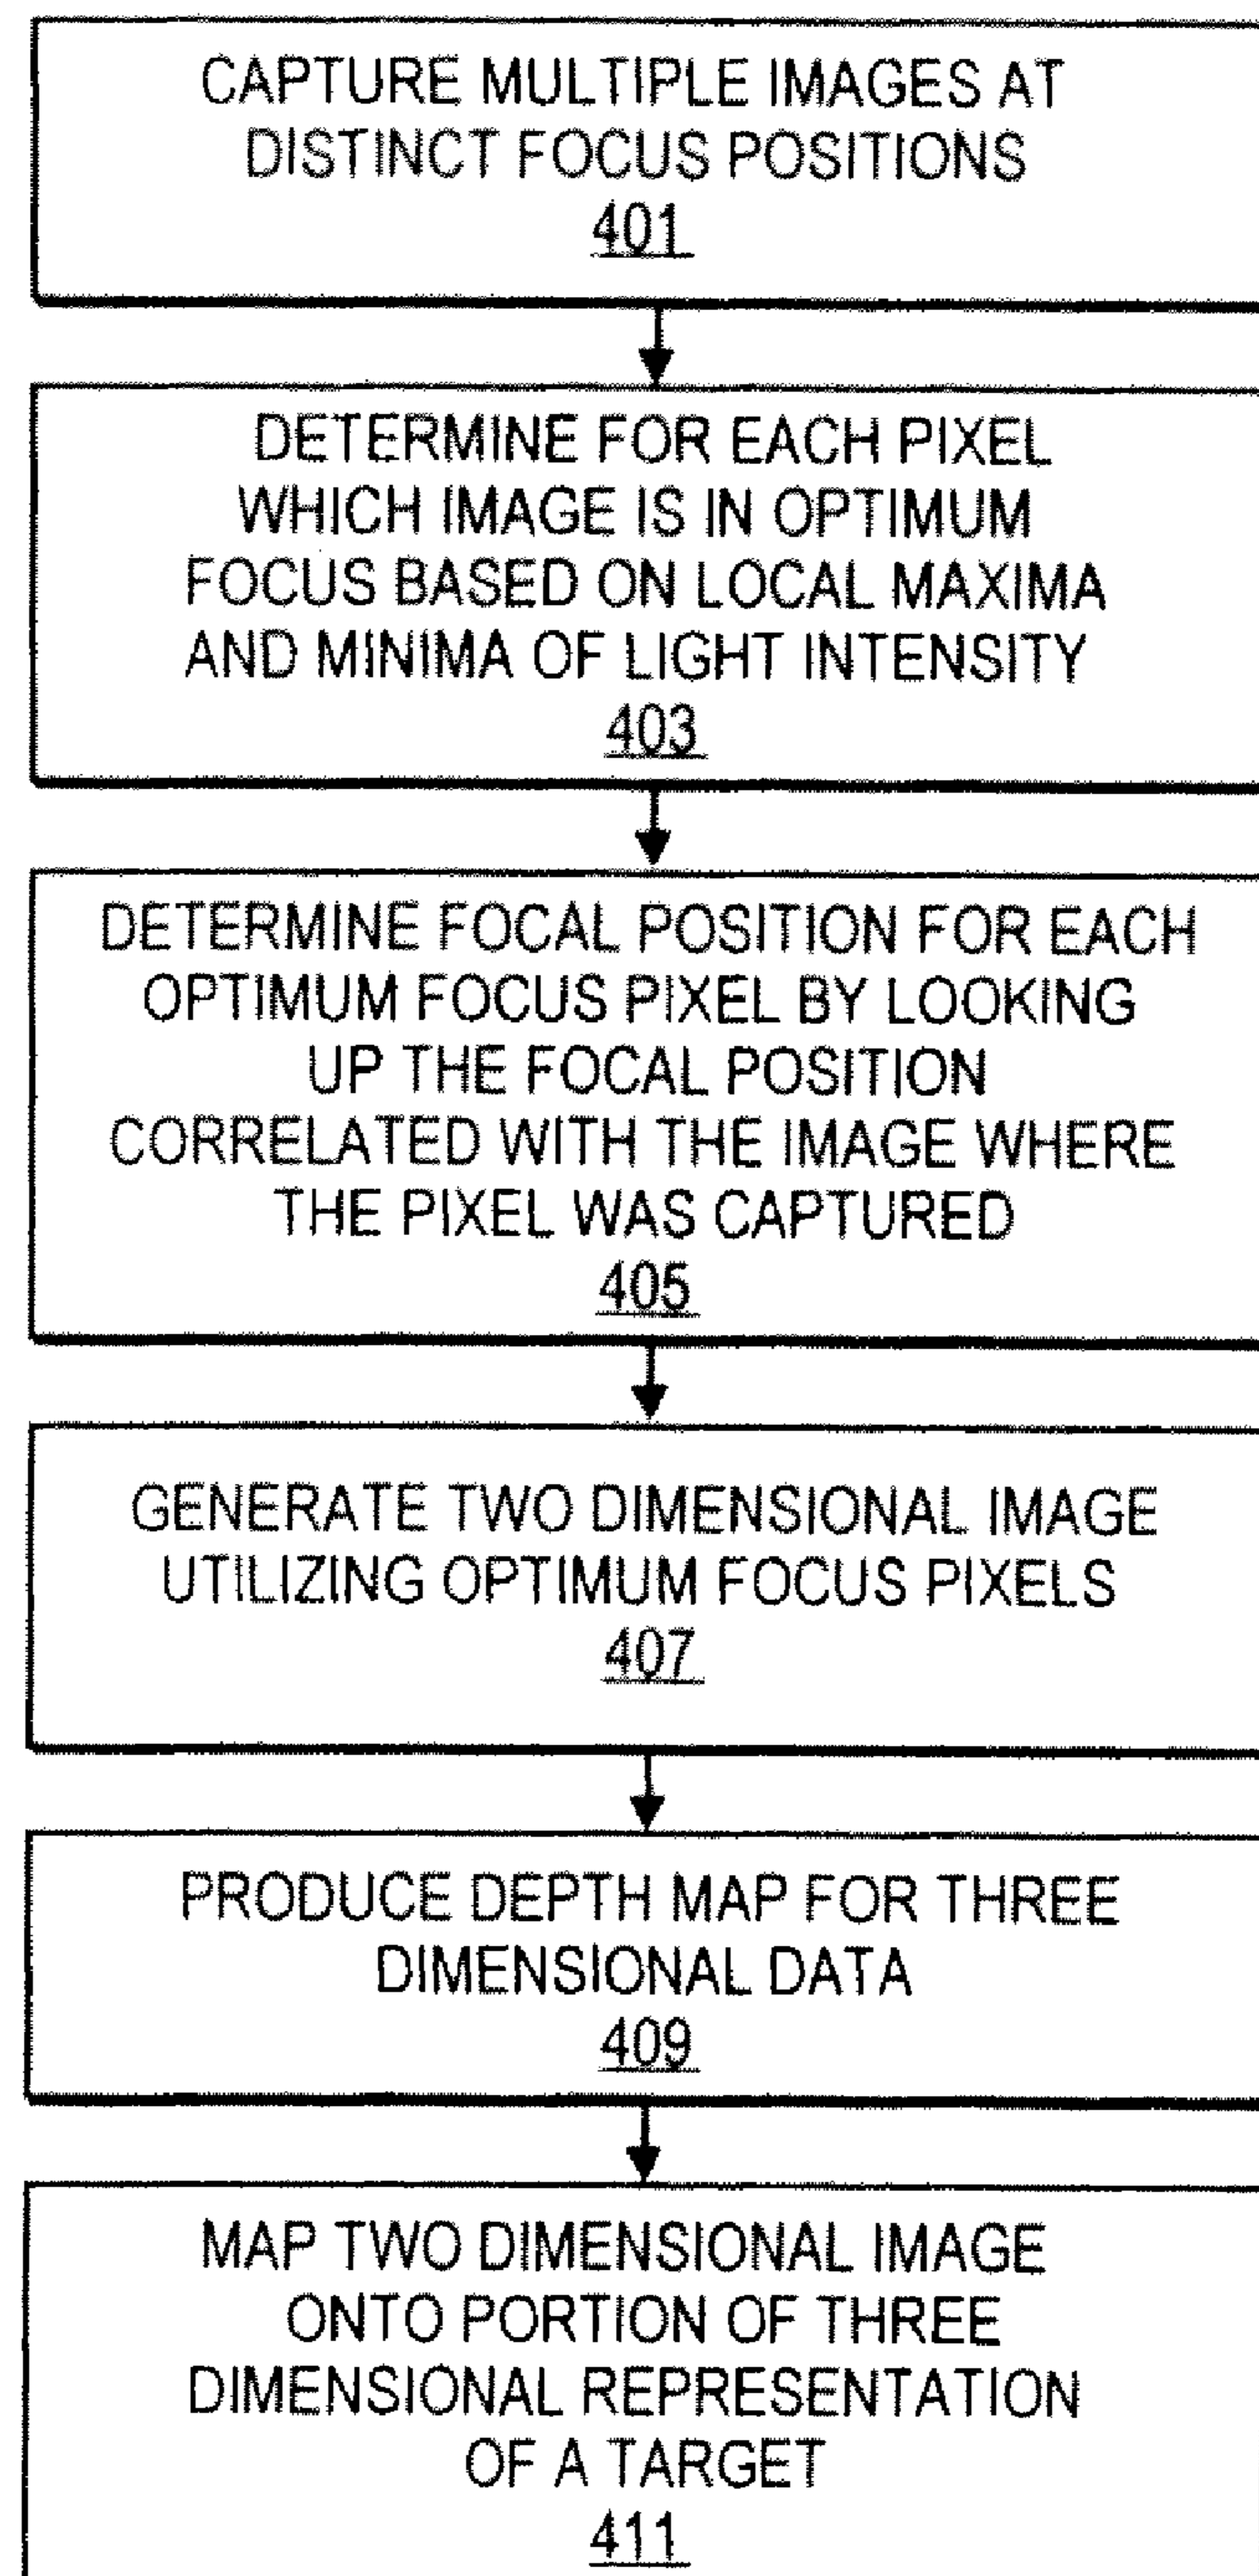 CAPTURE MULTIPLE IMAGES AT
DISTINCT FOCUS POSITIONS
401
DETERMINE FOR EACH PIXEL
WHICH IMAGE IS IN OPTIMUM
FOCUS BASED ON LOCAL MAXIMA
AND MINIMA OF LIGHT INTENSITY
403
DETERMINE FOCAL POSITION FOR EACH
OPTIMUM FOCUS PIXEL BY LOOKING
UP THE FOCAL POSITION
CORRELATED WITH THE IMAGE WHERE
THE PIXEL WAS CAPTURED
405
GENERATE TWO DIMENSIONAL IMAGE
UTILIZING OPTIMUM FOCUS PIXELS
407
PRODUCE DEPTH MAP FOR THREE
DIMENSIONAL DATA
409
MAP TWO DIMENSIONAL IMAGE
ONTO PORTION OF THREE
DIMENSIONAL REPRESENTATION
OF A TARGET
411